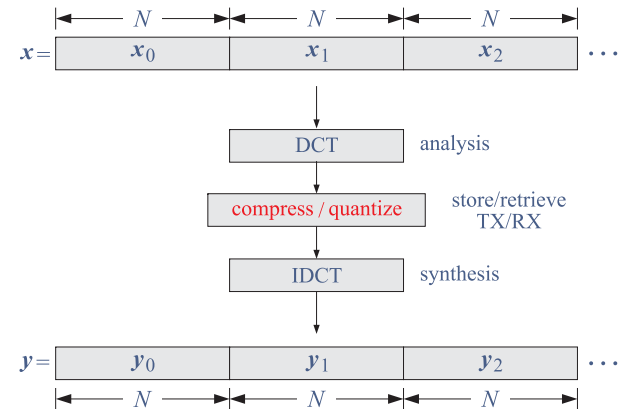 N N N
x = x₀ x₁ x₂ ...
DCT analysis
compress / quantize store/retrieve
TX/RX
IDCT synthesis
y = y₀ y₁ y₂ ...
N N N